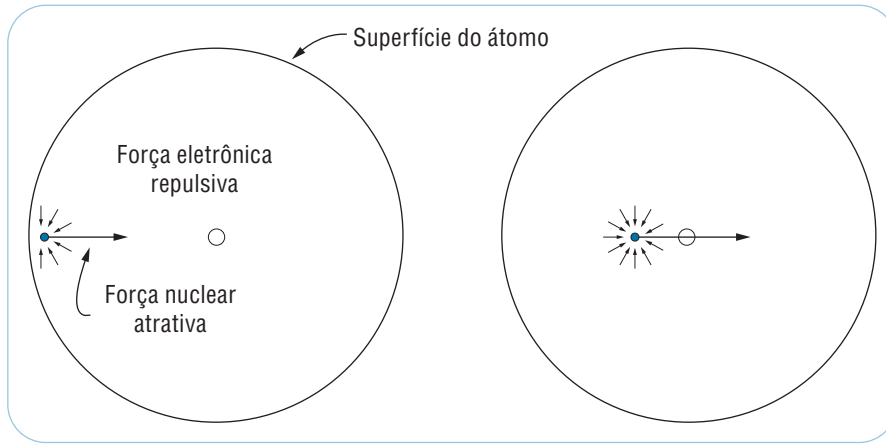 Superfície do átomo
Força eletrônica
repulsiva
Força nuclear
atrativa